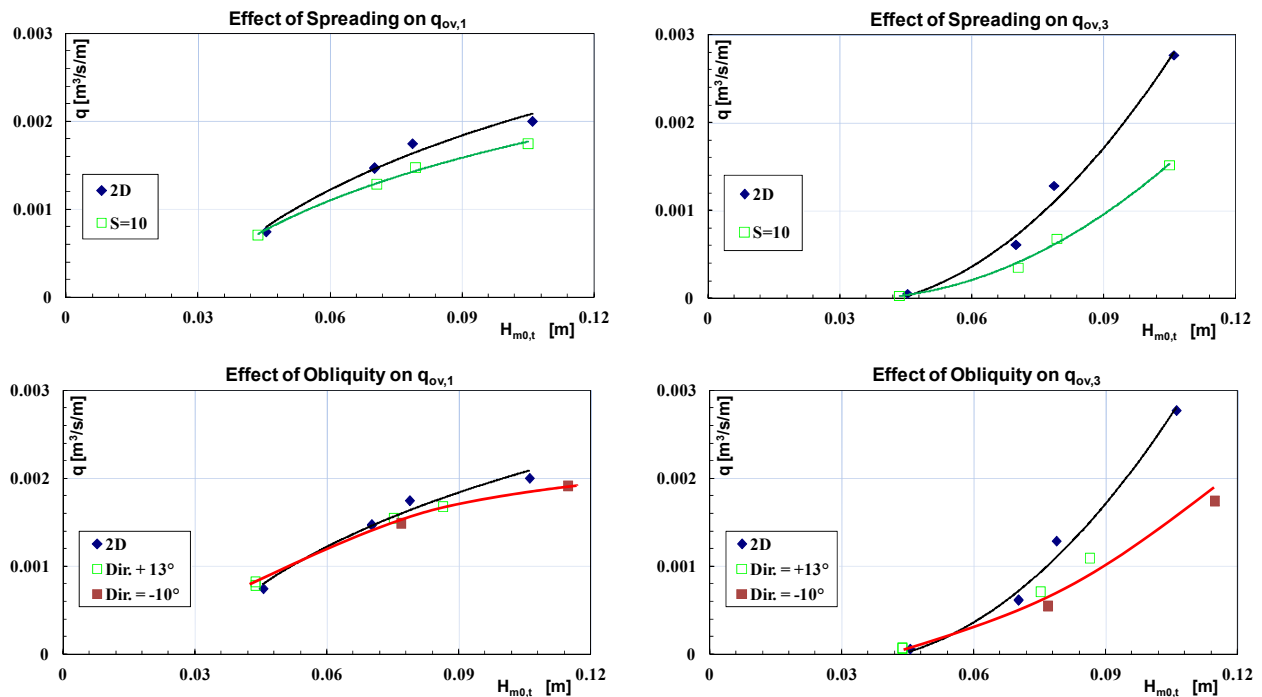 Effect of Spreading on qov,1
q [m³/s/m]
0.003
0.002
0.001
0
2D
S=10
0
0.03
0.06
0.09
0.12
Hm0,t [m]
Effect of Spreading on qov,3
q [m³/s/m]
0.003
0.002
0.001
0
2D
S=10
0
0.03
0.06
0.09
0.12
Hm0,t [m]
Effect of Obliquity on qov,1
q [m³/s/m]
0.003
0.002
0.001
0
2D
Dir. + 13°
Dir. = -10°
0
0.03
0.06
0.09
0.12
Hm0,t [m]
Effect of Obliquity on qov,3
q [m³/s/m]
0.003
0.002
0.001
0
2D
Dir. = +13°
Dir. = -10°
0
0.03
0.06
0.09
0.12
Hm0,t [m]